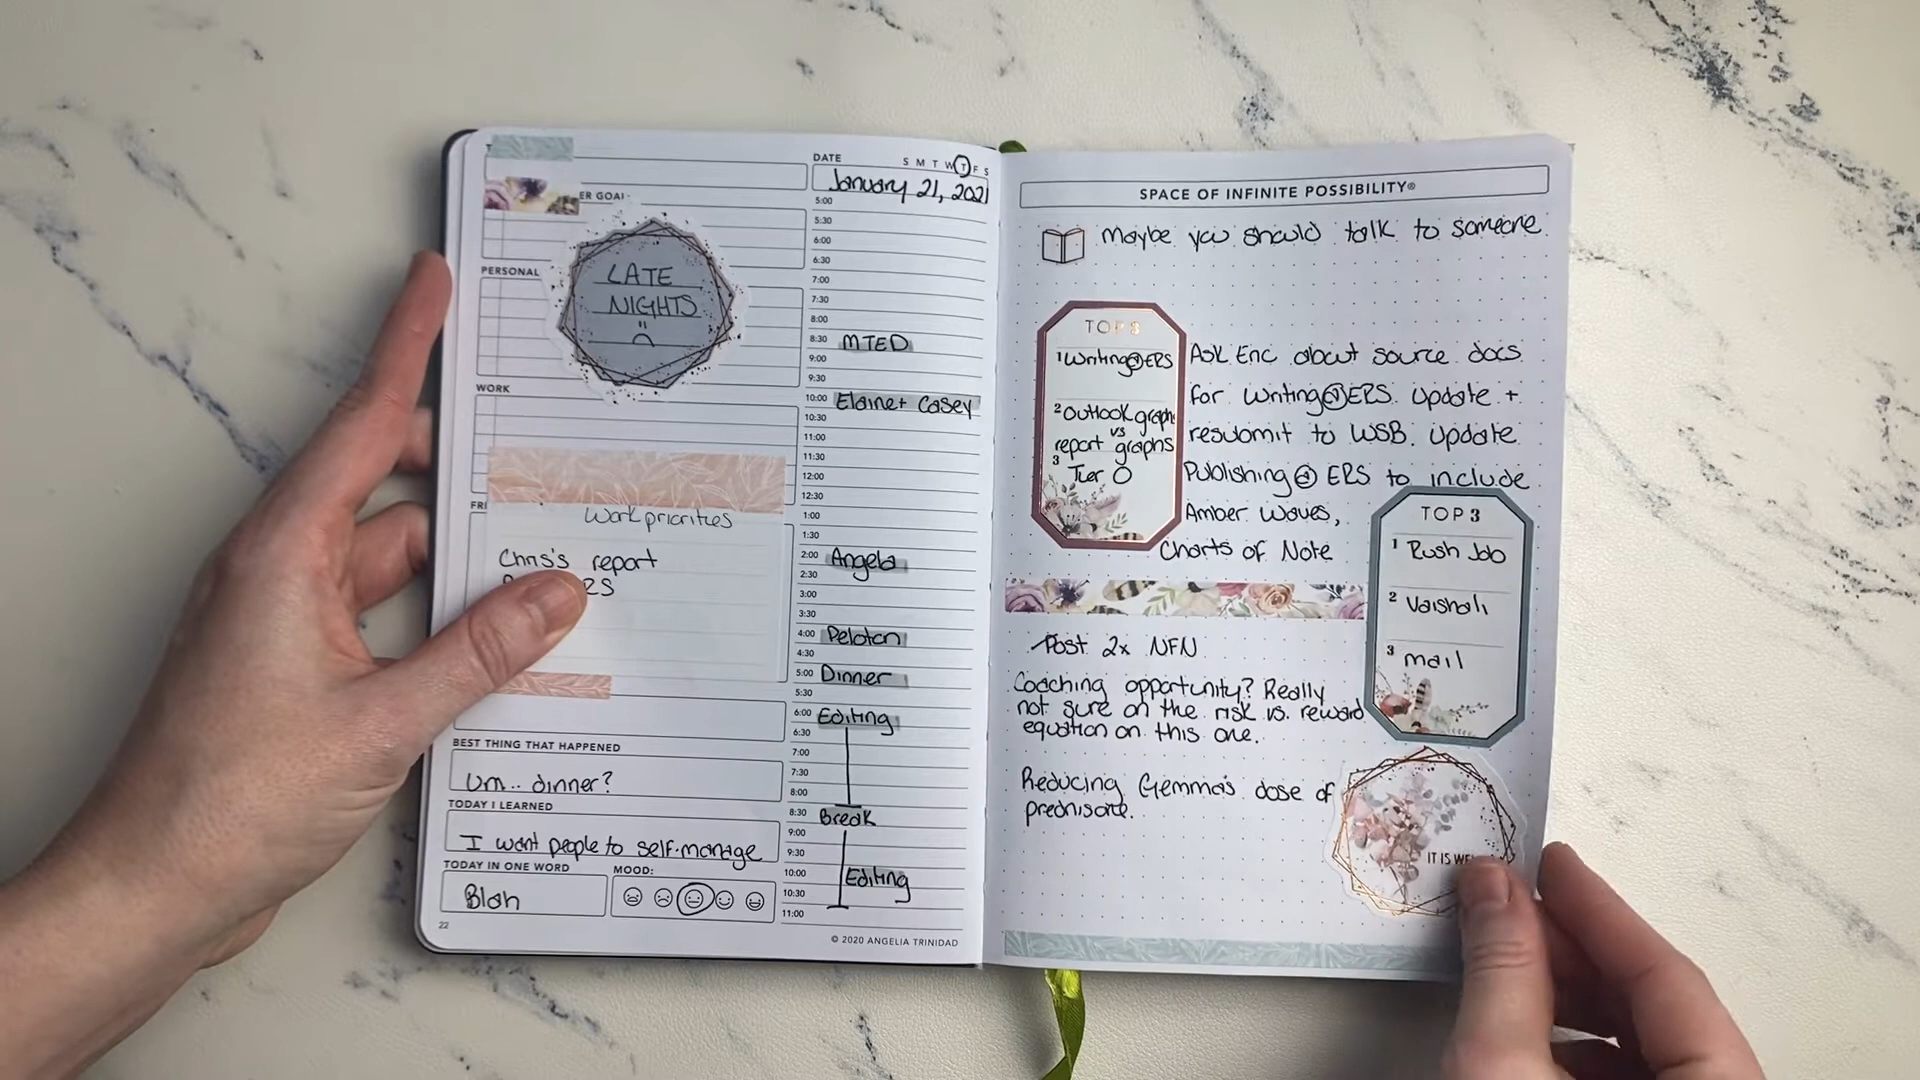 ER GOAL
LATE
NIGHTS
PERSONAL
WORK
Work priorities
Chris's report
BEST THING THAT HAPPENED
Um.. dinner?
TODAY I LEARNED
I want people to self-manage
TODAY IN ONE WORD
MOOD:
Blah
22
DATE
S M T W T F S
January 21, 2021
5:00
5:30
6:00
6:30
7:00
7:30
8:00
8:30 MTED
9:00
9:30
10:00 Elaine + Casey
10:30
11:00
11:30
12:00
12:30
1:00
1:30
2:00 Angela
2:30
3:00
3:30
4:00 Peloton
4:30
5:00 Dinner
5:30
6:00 Editing
6:30
7:00
7:30
8:00
8:30 Break
9:00
9:30
10:00 Editing
10:30
11:00
© 2020 ANGELIA TRINIDAD
SPACE OF INFINITE POSSIBILITY®
Maybe you should talk to someone
TOP 3
1 Writing@ERS
2 Outlook graphs
vs
report graphs
3
Tier 0
Ask Eric about source docs
for Writing@ERS. Update +
resubmit to WSB. Update
Publishing @ ERS to include
Amber Waves,
Charts of Note
TOP 3
1 Rush Job
2 Vaishali
3 mail
Post 2x NFN
Coaching opportunity? Really
not sure on the risk vs. reward
equation on this one.
Reducing Gemma's dose of
prednisone.
IT IS